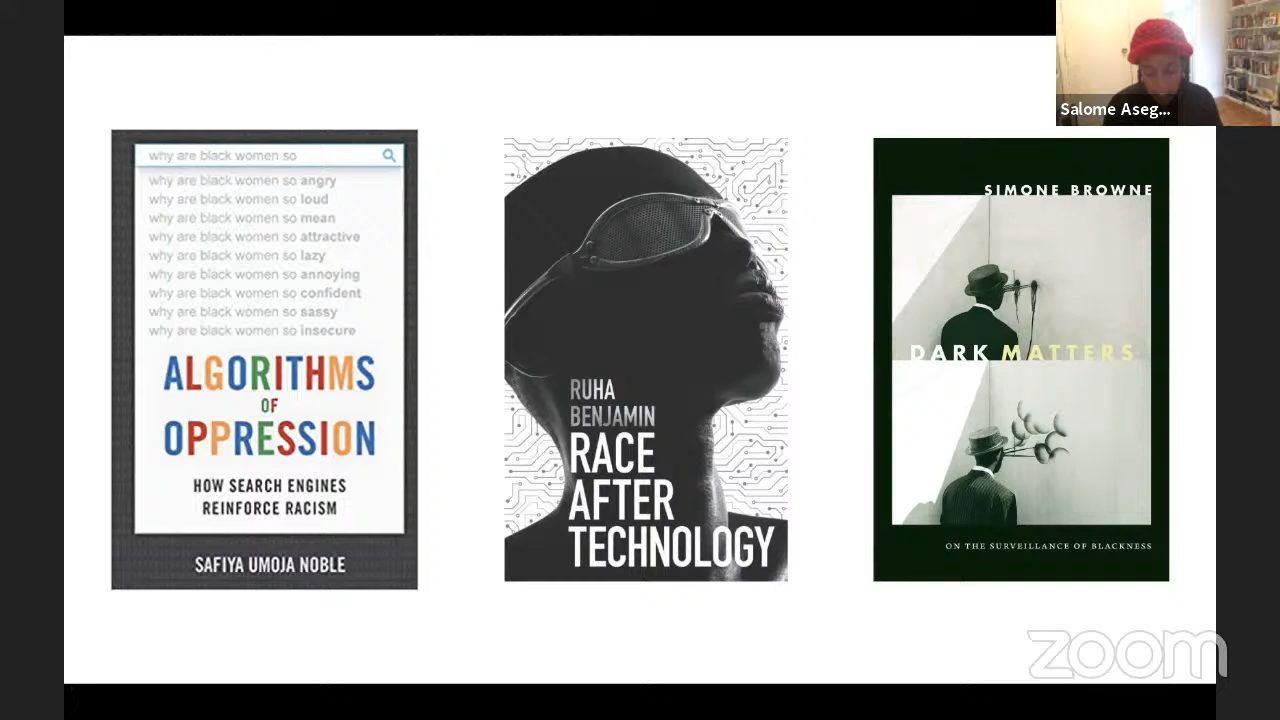 Salome Aseg...
why are black women so
why are black women so angry
why are black women so loud
why are black women so mean
why are black women so attractive
why are black women so lazy
why are black women so annoying
why are black women so confident
why are black women so sassy
why are black women so insecure
ALGORITHMS
OF
OPPRESSION
HOW SEARCH ENGINES
REINFORCE RACISM
SAFIYA UMOJA NOBLE
RUHA
BENJAMIN
RACE
AFTER
TECHNOLOGY
SIMONE BROWNE
DARK MATTERS
ON THE SURVEILLANCE OF BLACKNESS
zoom